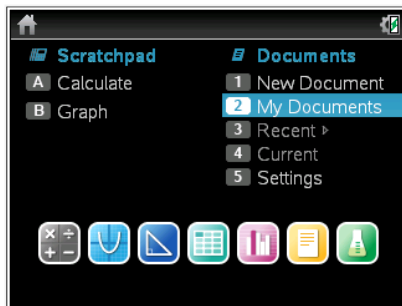 Scratchpad
A Calculate
B Graph
Documents
1 New Document
2 My Documents
3 Recent ▹
4 Current
5 Settings